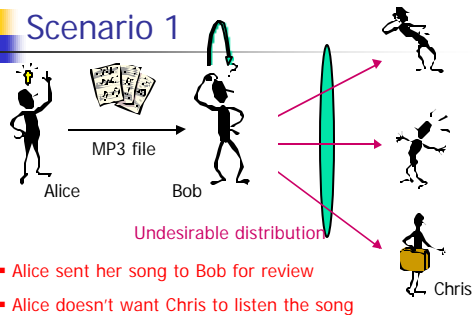 Scenario 1
MP3 file
Alice
Bob
Undesirable distribution
Chris
Alice sent her song to Bob for review
Alice doesn't want Chris to listen the song